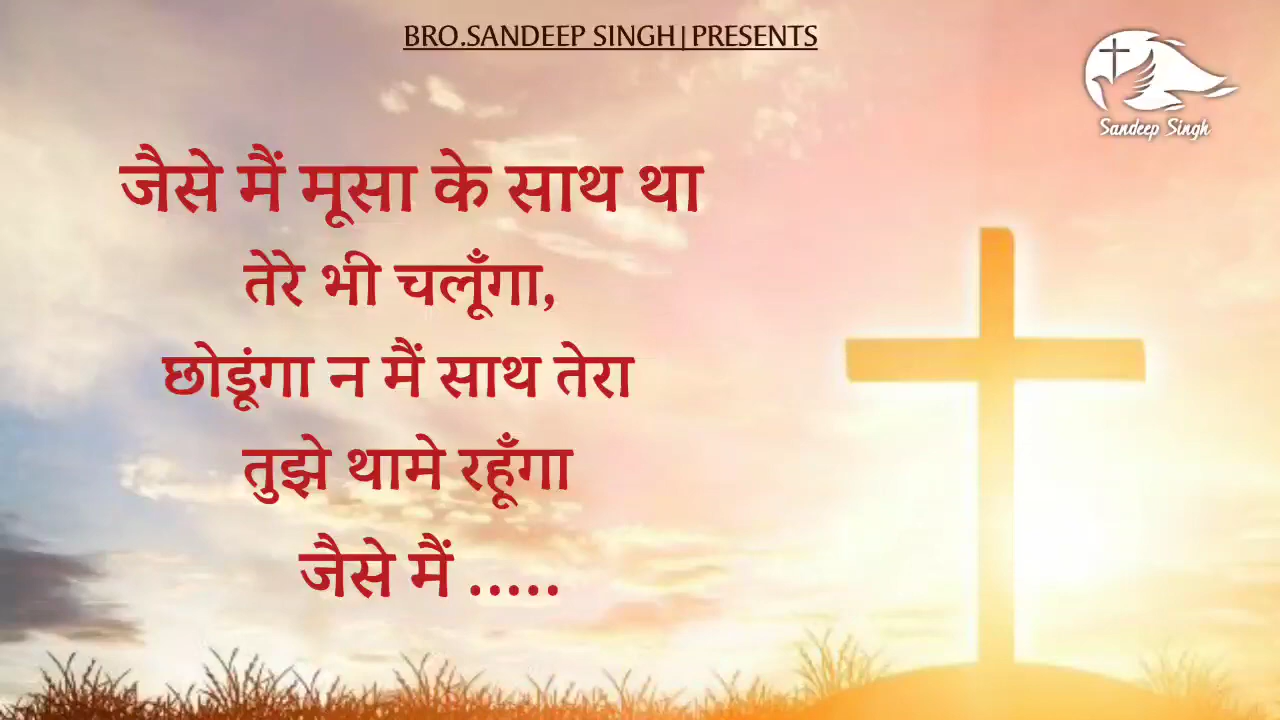 BRO.SANDEEP SINGH|PRESENTS
Sandeep Singh
जैसे मैं मूसा के साथ था
तेरे भी चलूँगा,
छोडूंगा न मैं साथ तेरा
तुझे थामे रहूँगा
जैसे मैं .....